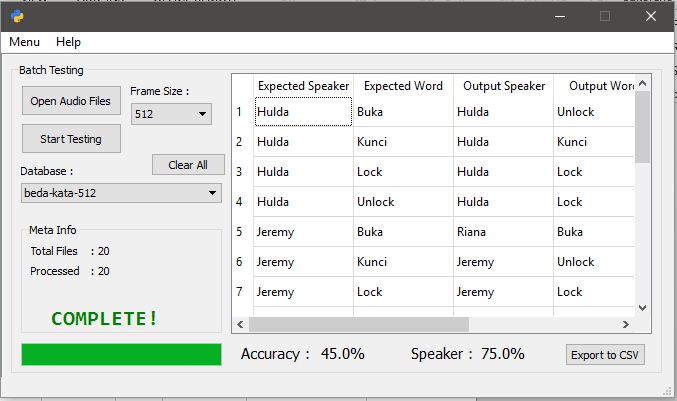 Menu Help
Batch Testing
Open Audio Files
Frame Size :
512
Start Testing
Clear All
Database :
beda-kata-512
Meta Info
Total Files : 20
Processed : 20
COMPLETE!
Expected Speaker Expected Word Output Speaker Output Word
1 Hulda Buka Hulda Unlock
2 Hulda Kunci Hulda Kunci
3 Hulda Lock Hulda Lock
4 Hulda Unlock Hulda Lock
5 Jeremy Buka Riana Buka
6 Jeremy Kunci Jeremy Unlock
7 Jeremy Lock Jeremy Lock
Accuracy : 45.0% Speaker : 75.0% Export to CSV